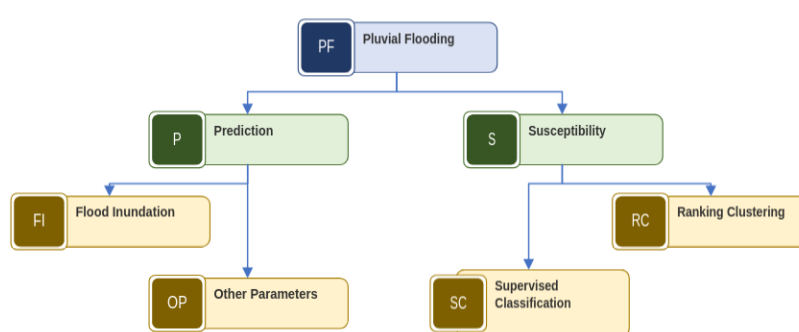 PF
Pluvial Flooding
P
Prediction
S
Susceptibility
FI
Flood Inundation
RC
Ranking Clustering
OP
Other Parameters
SC
Supervised
Classification